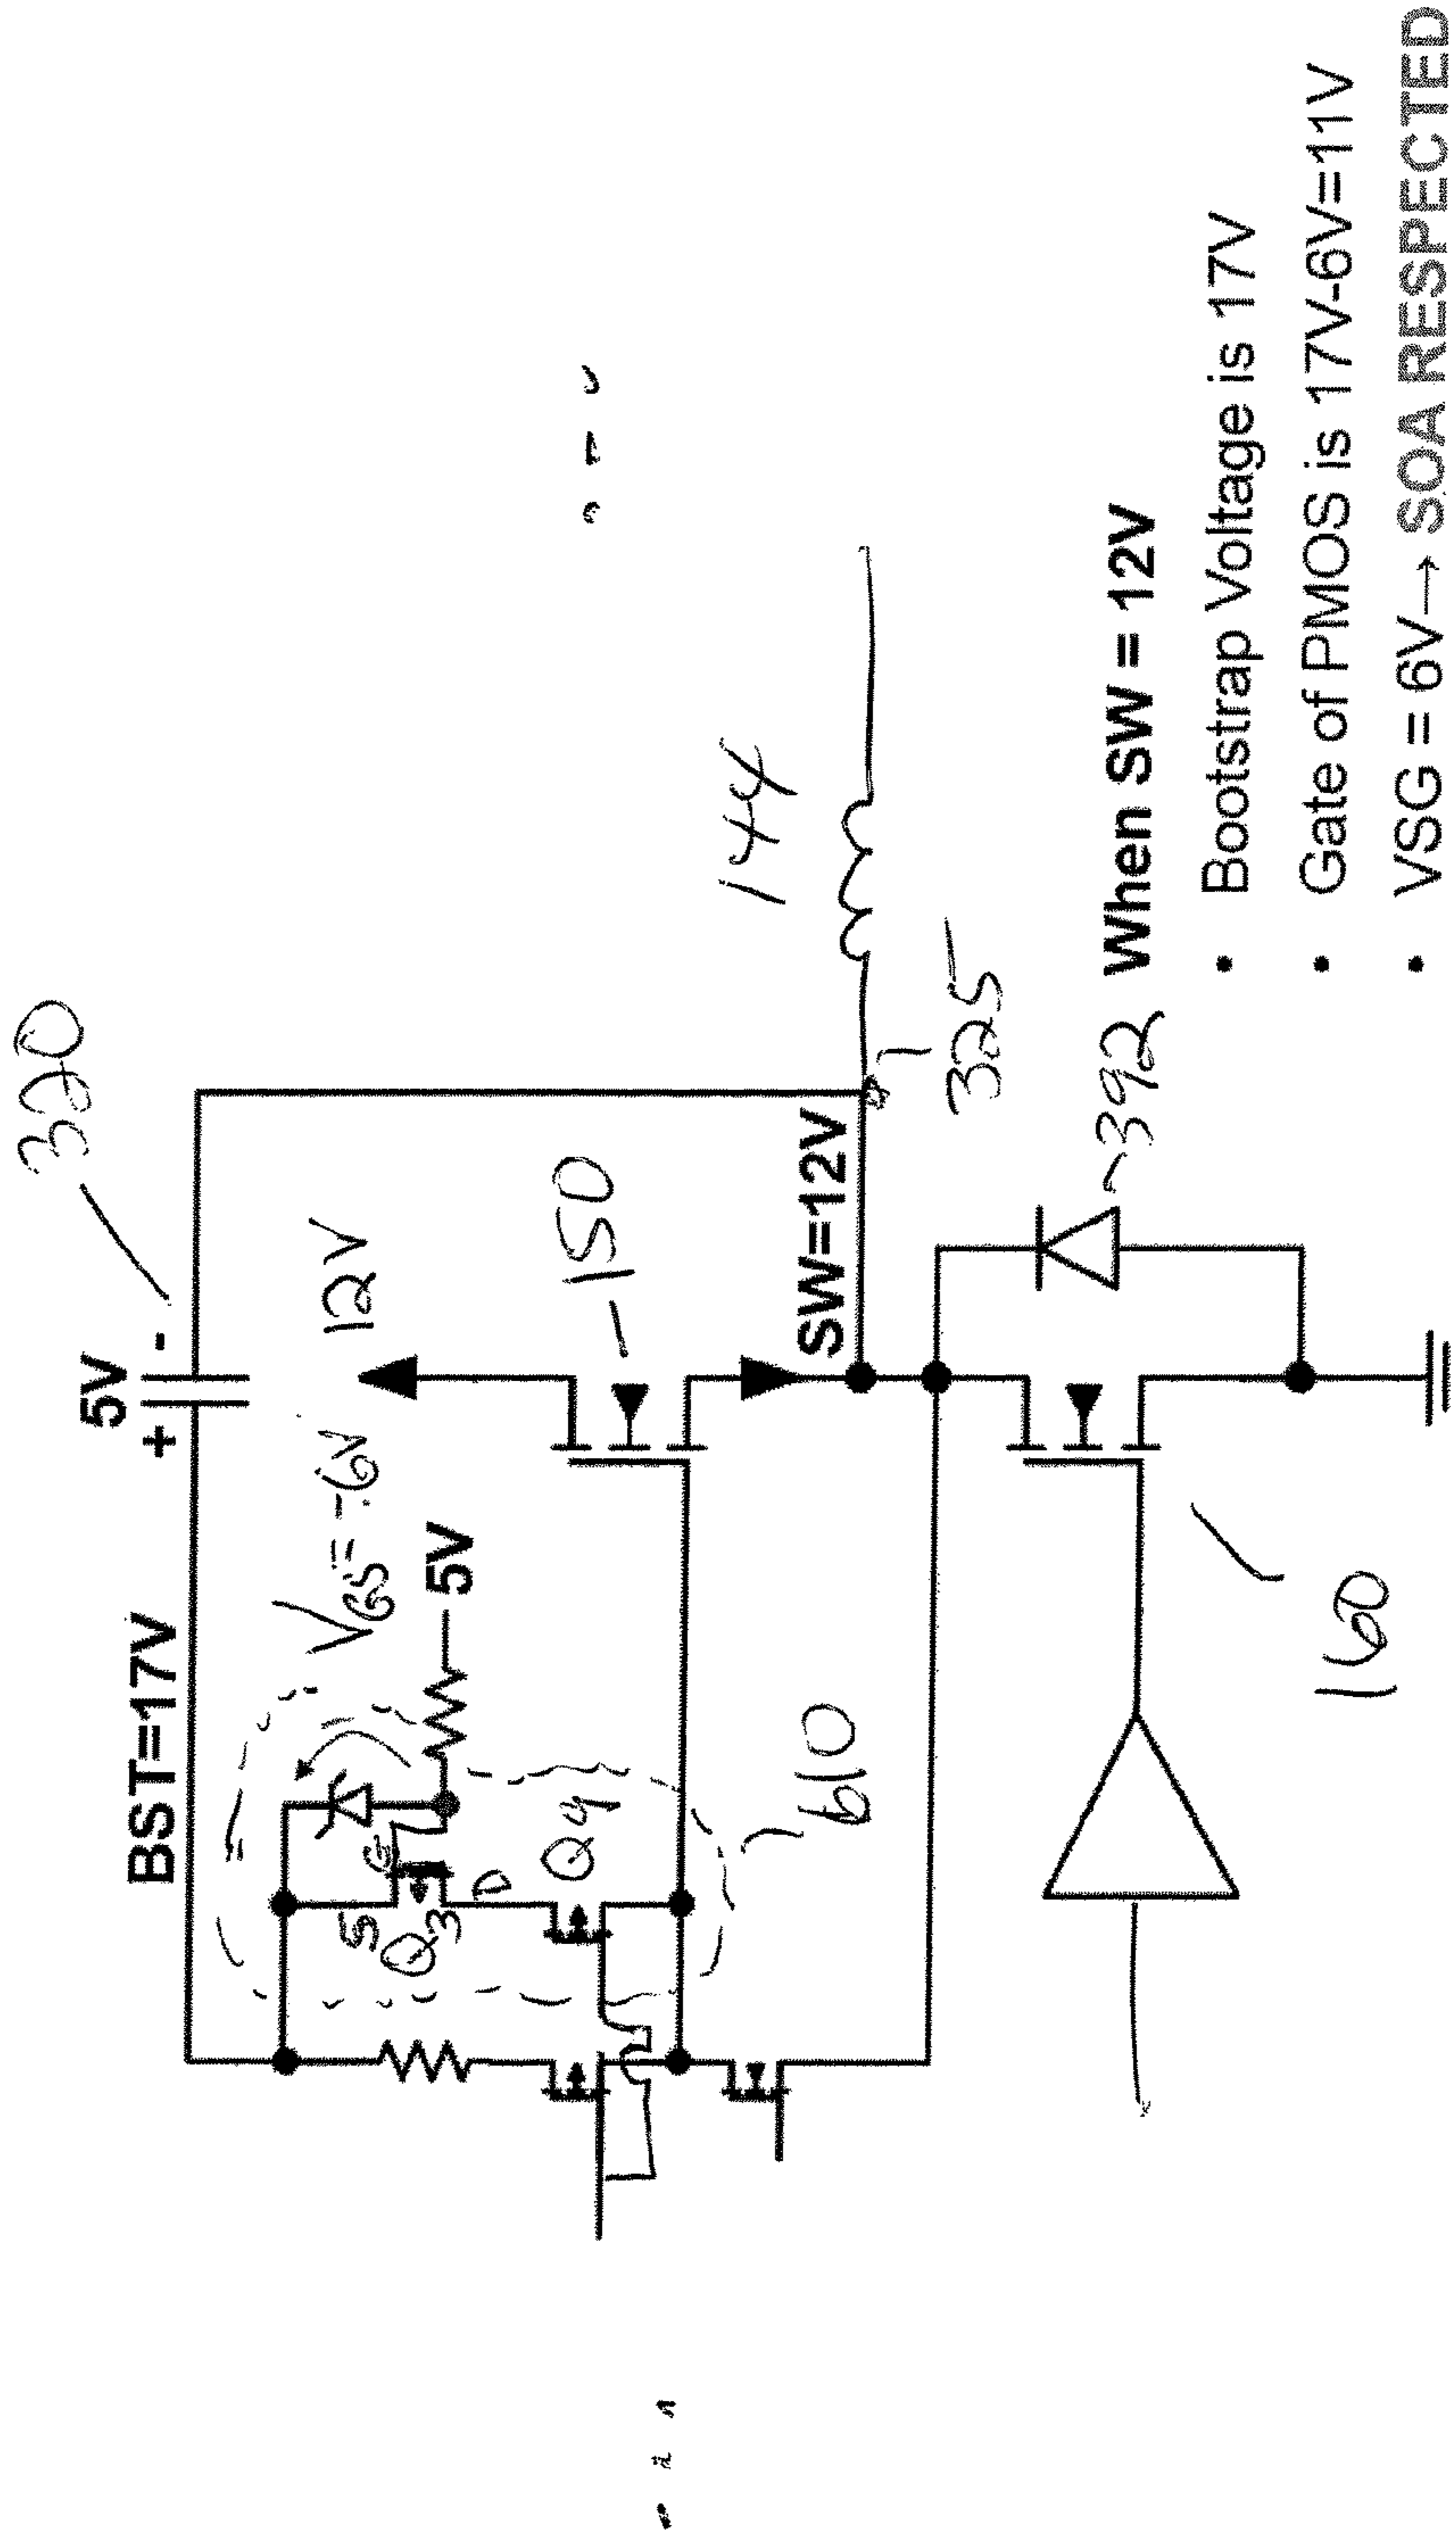 320
5V
+ -
BST=17V
12V
VGS=-6V
5V
G
S
Q3
D
Q4
150
144
610
SW=12V
325
392
160
When SW = 12V
• Bootstrap Voltage is 17V
• Gate of PMOS is 17V-6V=11V
• VSG = 6V→ SOA RESPECTED